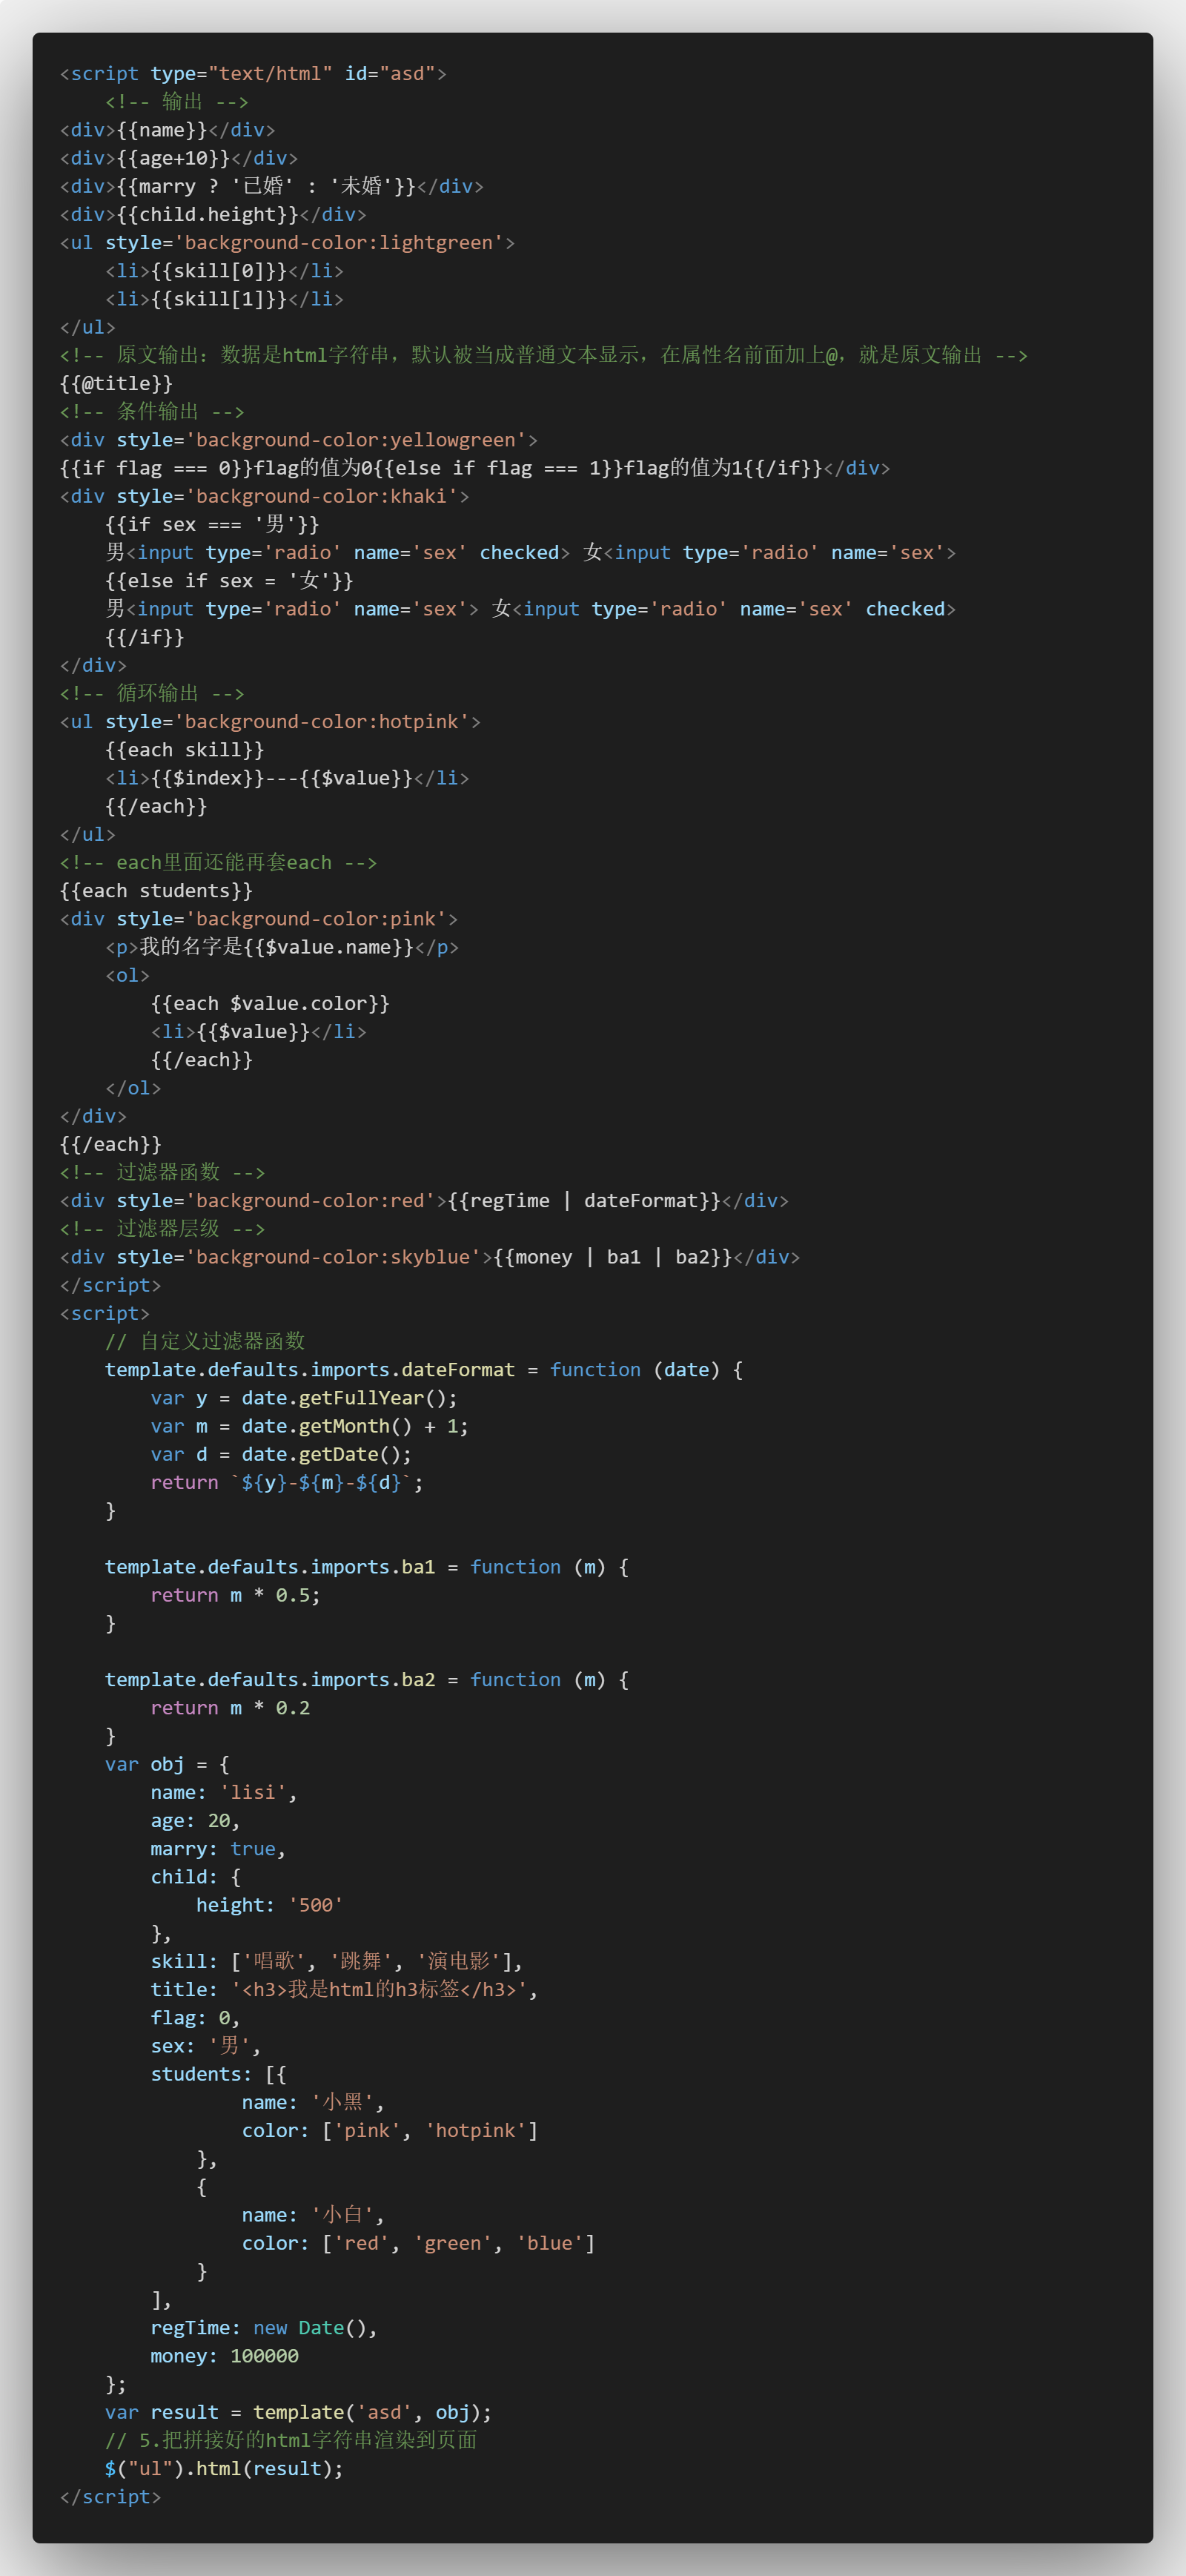 <script type="text/html" id="asd">
    <!-- 输出 -->
<div>{{name}}</div>
<div>{{age+10}}</div>
<div>{{marry ? '已婚' : '未婚'}}</div>
<div>{{child.height}}</div>
<ul style='background-color:lightgreen'>
    <li>{{skill[0]}}</li>
    <li>{{skill[1]}}</li>
</ul>
<!-- 原文输出：数据是html字符串，默认被当成普通文本显示，在属性名前面加上@，就是原文输出 -->
{{@title}}
<!-- 条件输出 -->
<div style='background-color:yellowgreen'>
{{if flag === 0}}flag的值为0{{else if flag === 1}}flag的值为1{{/if}}</div>
<div style='background-color:khaki'>
    {{if sex === '男'}}
    男<input type='radio' name='sex' checked> 女<input type='radio' name='sex'>
    {{else if sex = '女'}}
    男<input type='radio' name='sex'> 女<input type='radio' name='sex' checked>
    {{/if}}
</div>
<!-- 循环输出 -->
<ul style='background-color:hotpink'>
    {{each skill}}
    <li>{{$index}}---{{$value}}</li>
    {{/each}}
</ul>
<!-- each里面还能再套each -->
{{each students}}
<div style='background-color:pink'>
    <p>我的名字是{{$value.name}}</p>
    <ol>
        {{each $value.color}}
        <li>{{$value}}</li>
        {{/each}}
    </ol>
</div>
{{/each}}
<!-- 过滤器函数 -->
<div style='background-color:red'>{{regTime | dateFormat}}</div>
<!-- 过滤器层级 -->
<div style='background-color:skyblue'>{{money | ba1 | ba2}}</div>
</script>
<script>
    // 自定义过滤器函数
    template.defaults.imports.dateFormat = function (date) {
        var y = date.getFullYear();
        var m = date.getMonth() + 1;
        var d = date.getDate();
        return `${y}-${m}-${d}`;
    }

    template.defaults.imports.ba1 = function (m) {
        return m * 0.5;
    }

    template.defaults.imports.ba2 = function (m) {
        return m * 0.2
    }
    var obj = {
        name: 'lisi',
        age: 20,
        marry: true,
        child: {
            height: '500'
        },
        skill: ['唱歌', '跳舞', '演电影'],
        title: '<h3>我是html的h3标签</h3>',
        flag: 0,
        sex: '男',
        students: [{
                name: '小黑',
                color: ['pink', 'hotpink']
            },
            {
                name: '小白',
                color: ['red', 'green', 'blue']
            }
        ],
        regTime: new Date(),
        money: 100000
    };
    var result = template('asd', obj);
    // 5.把拼接好的html字符串渲染到页面
    $("ul").html(result);
</script>